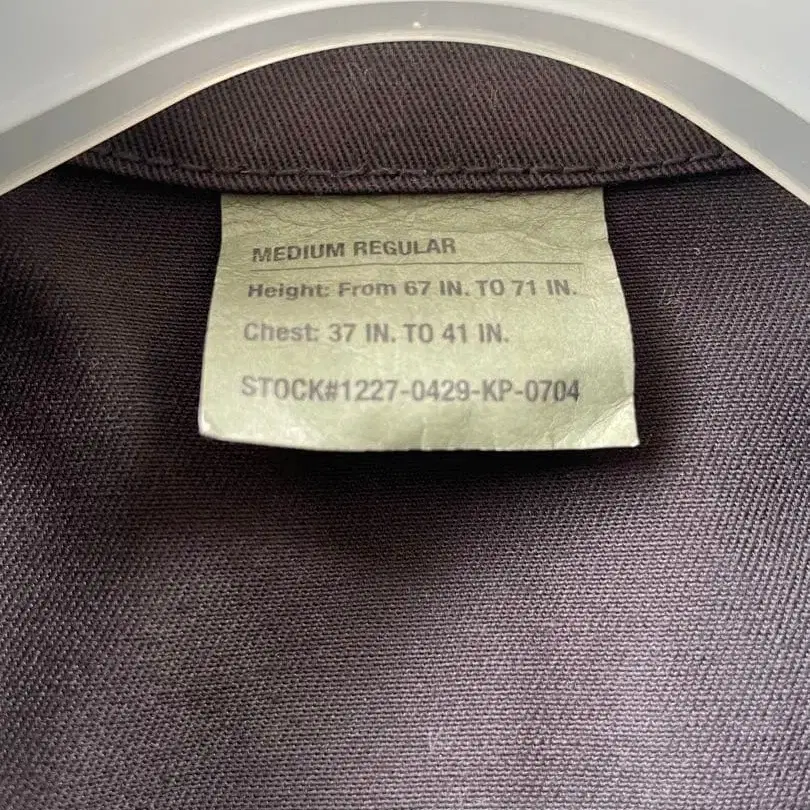 MEDIUM REGULAR
Height: From 67 IN. TO 71 IN.
Chest: 37 IN. TO 41 IN.
STOCK#1227-0429-KP-0704